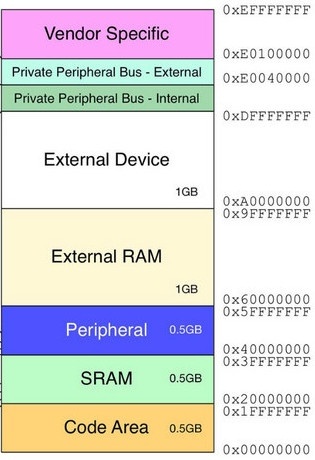 0xEFFFFFFF
Vendor Specific
0xE0100000
Private Peripheral Bus - External
0xE0040000
Private Peripheral Bus - Internal
0xDFFFFFFF
External Device
1GB
0xA0000000
0x9FFFFFFF
External RAM
1GB
0x60000000
0x5FFFFFFF
Peripheral 0.5GB
0x40000000
0x3FFFFFFF
SRAM 0.5GB
0x20000000
0x1FFFFFFF
Code Area 0.5GB
0x00000000